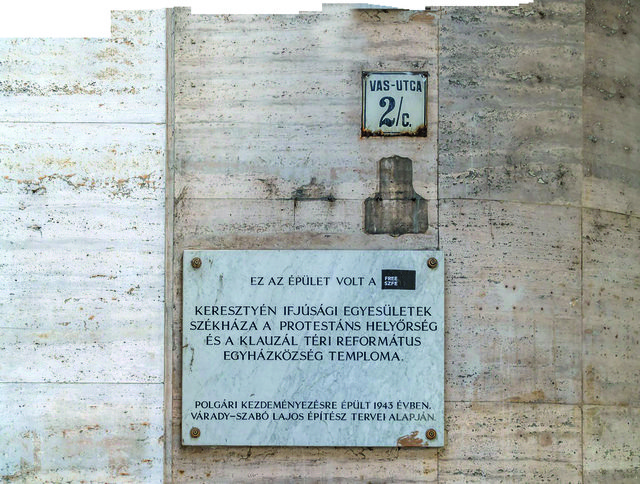 VAS-UTCA
2/C.
EZ AZ ÉPÜLET VOLT A
FREE
SZFE
KERESZTYÉN IFJÚSÁGI EGYESÜLETEK
SZÉKHÁZA A PROTESTÁNS HELYŐRSÉG
ÉS A KLAUZÁL TÉRI REFORMÁTUS
EGYHÁZKÖZSÉG TEMPLOMA.
POLGÁRI KEZDEMÉNYEZÉSRE ÉPÜLT 1943 ÉVBEN.
VÁRADY-SZABÓ LAJOS ÉPÍTÉSZ TERVEI ALAPJÁN